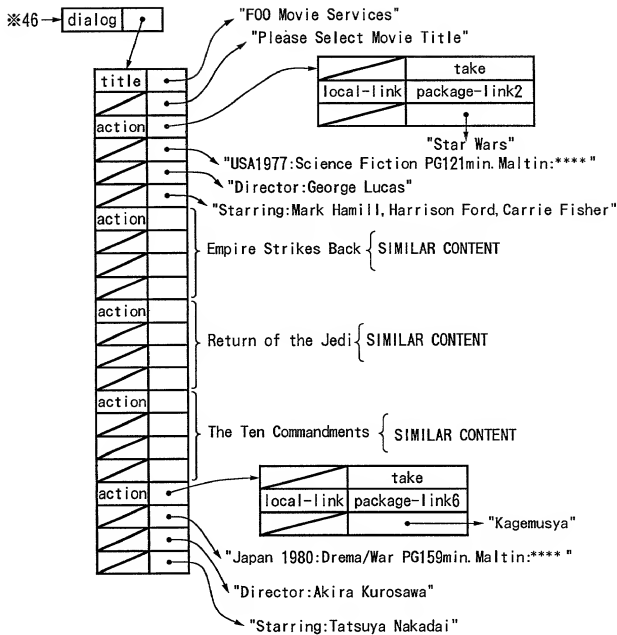 ※46 dialog
"FOO Movie Services"
"Please Select Movie Title"
title
take
local-link package-link2
action
"Star Wars"
"USA1977:Science Fiction PG121min. Maltin:****"
"Director:George Lucas"
"Starring:Mark Hamill, Harrison Ford, Carrie Fisher"
action
Empire Strikes Back { SIMILAR CONTENT
action
Return of the Jedi { SIMILAR CONTENT
action
The Ten Commandments { SIMILAR CONTENT
take
action
local-link package-link6
"Kagemusya"
"Japan 1980:Drema/War PG159min. Maltin:****"
"Director:Akira Kurosawa"
"Starring:Tatsuya Nakadai"